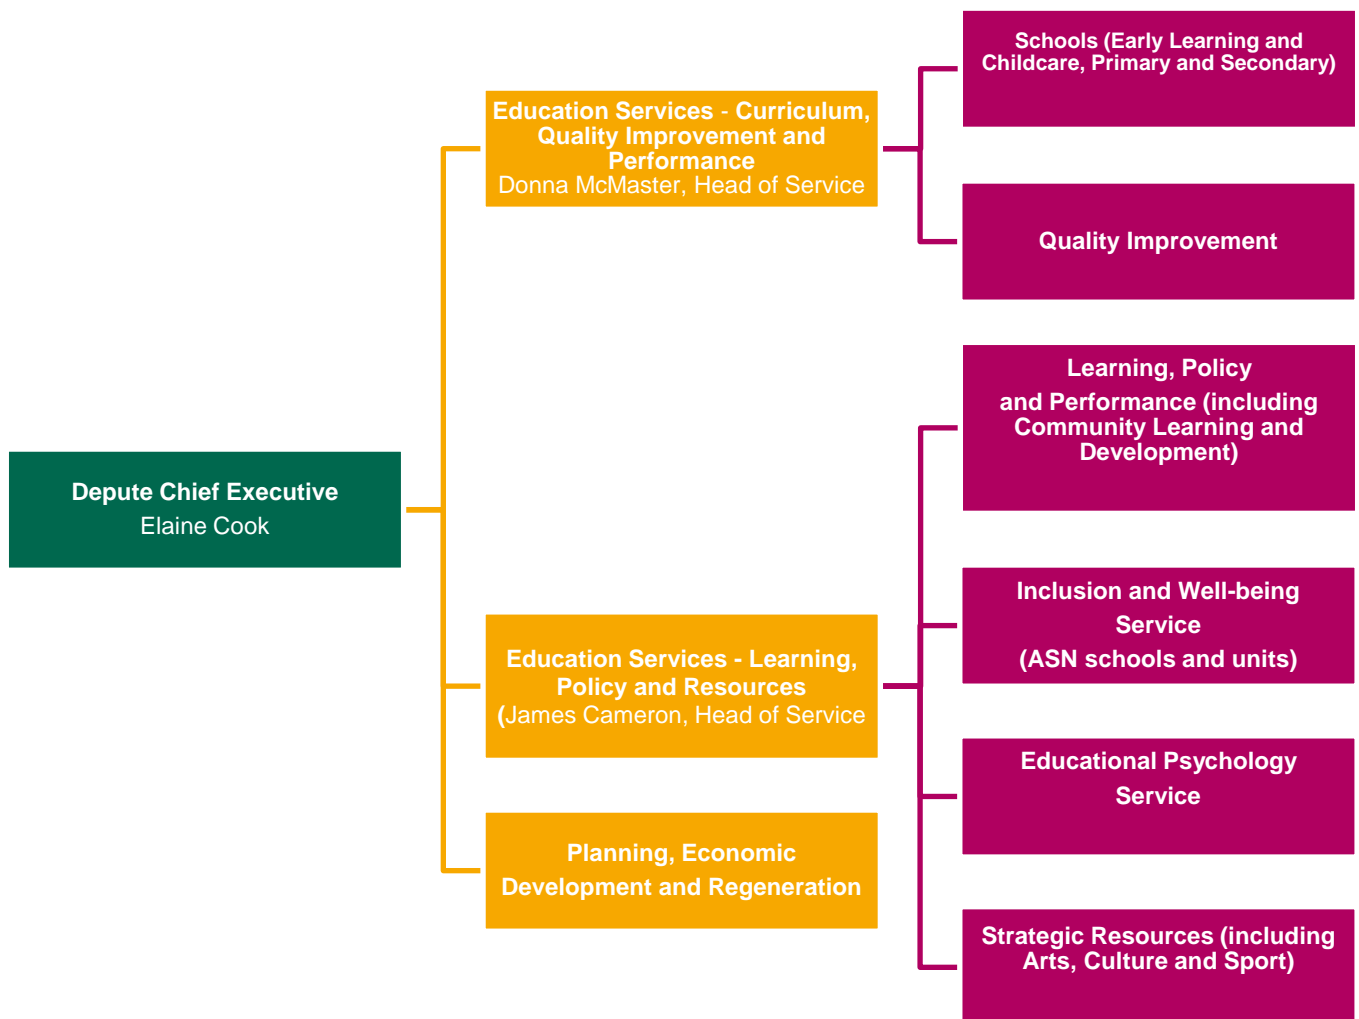 Depute Chief Executive
Elaine Cook
Education Services - Curriculum,
Quality Improvement and
Performance
Donna McMaster, Head of Service
Schools (Early Learning and
Childcare, Primary and Secondary)
Quality Improvement
Education Services - Learning,
Policy and Resources
(James Cameron, Head of Service
Learning, Policy
and Performance (including
Community Learning and
Development)
Inclusion and Well-being
Service
(ASN schools and units)
Educational Psychology
Service
Strategic Resources (including
Arts, Culture and Sport)
Planning, Economic
Development and Regeneration